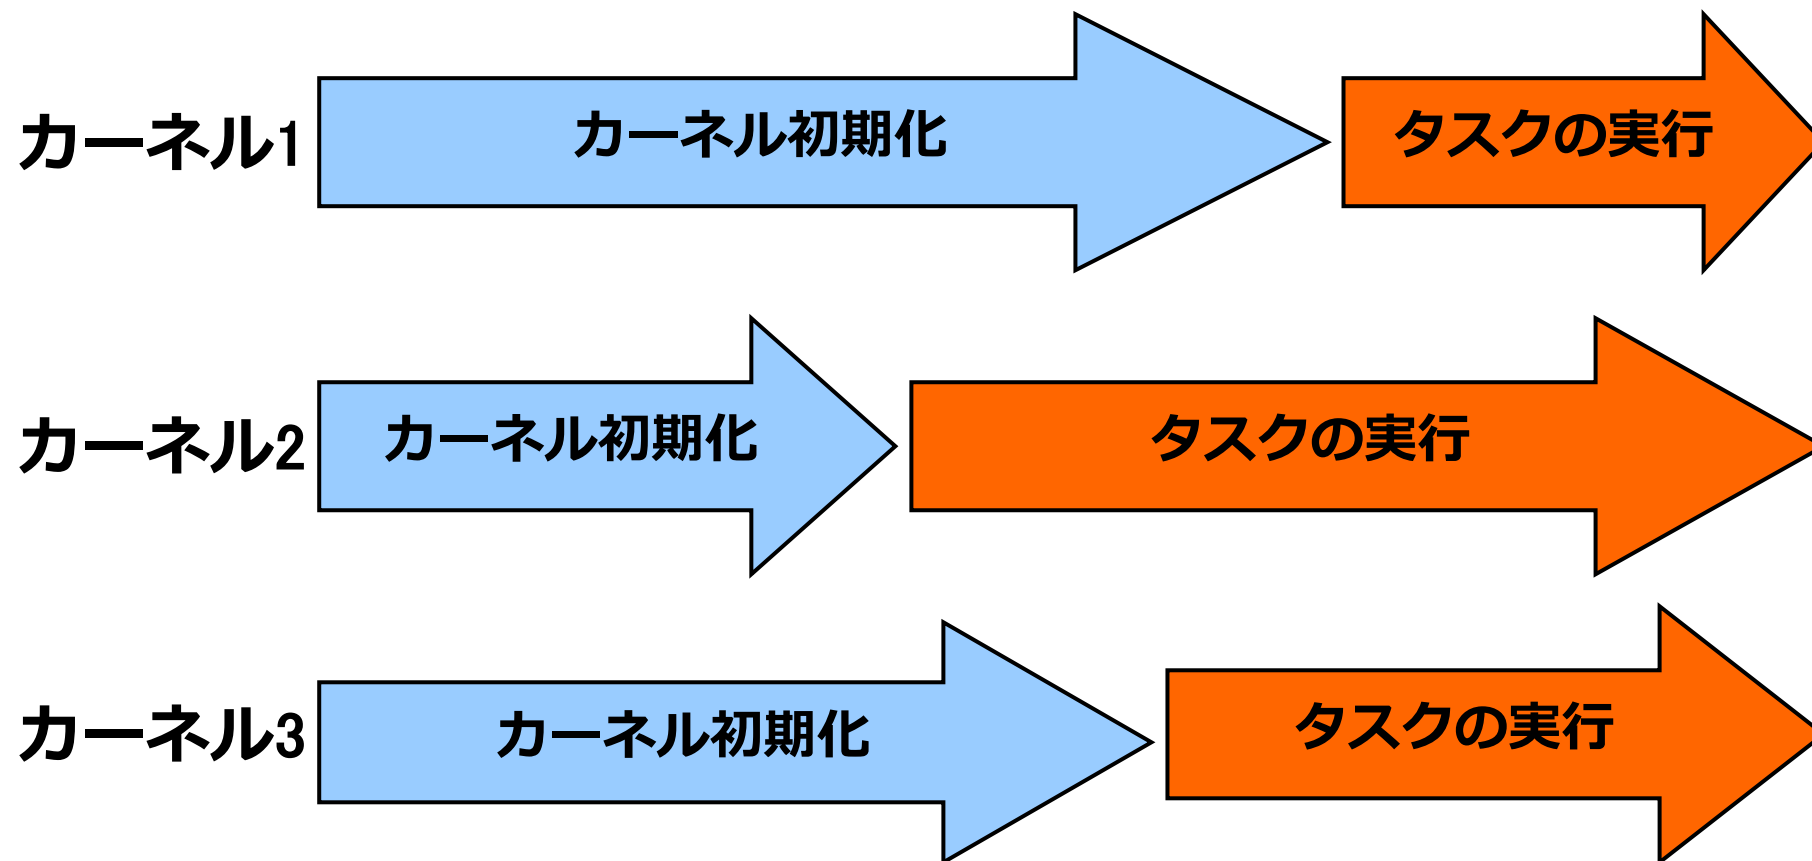 カーネル1 カーネル初期化 タスクの実行
カーネル2 カーネル初期化 タスクの実行
カーネル3 カーネル初期化 タスクの実行